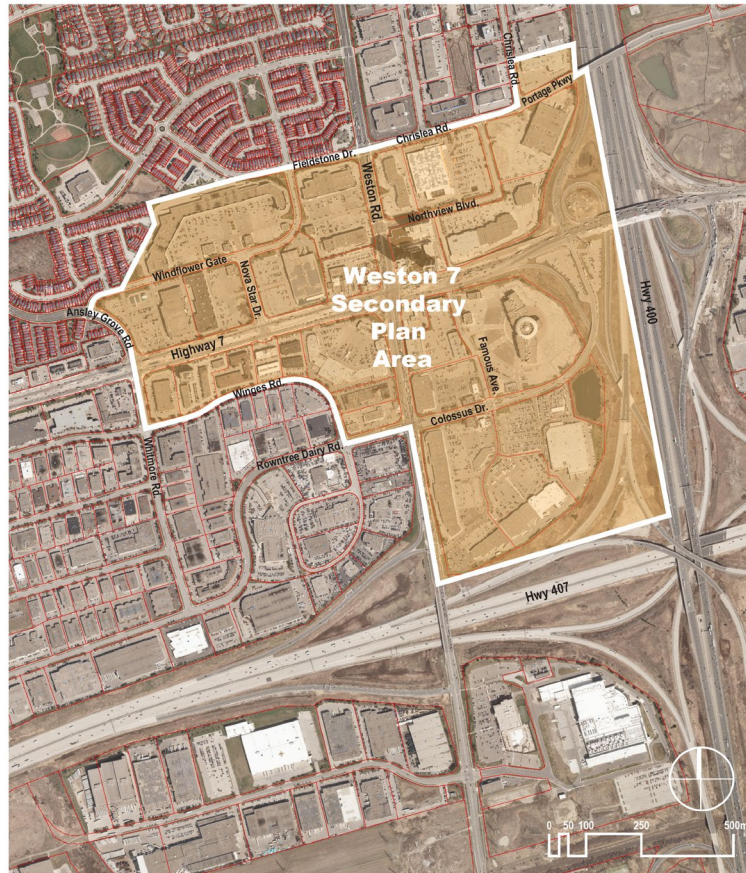 Chrislea Rd.
Portage Pkwy
Chrislea Rd.
Fieldstone Dr.
Weston Rd.
Northview Blvd.
Windflower Gate
Nova Star Dr.
Weston 7
Secondary
Plan
Area
Hwy 400
Ansley Grove Rd.
Highway 7
Famous Ave.
Winges Rd.
Colossus Dr.
Whitmore Rd.
Rowntree Dairy Rd.
Hwy 407
0 50 100 250 500m